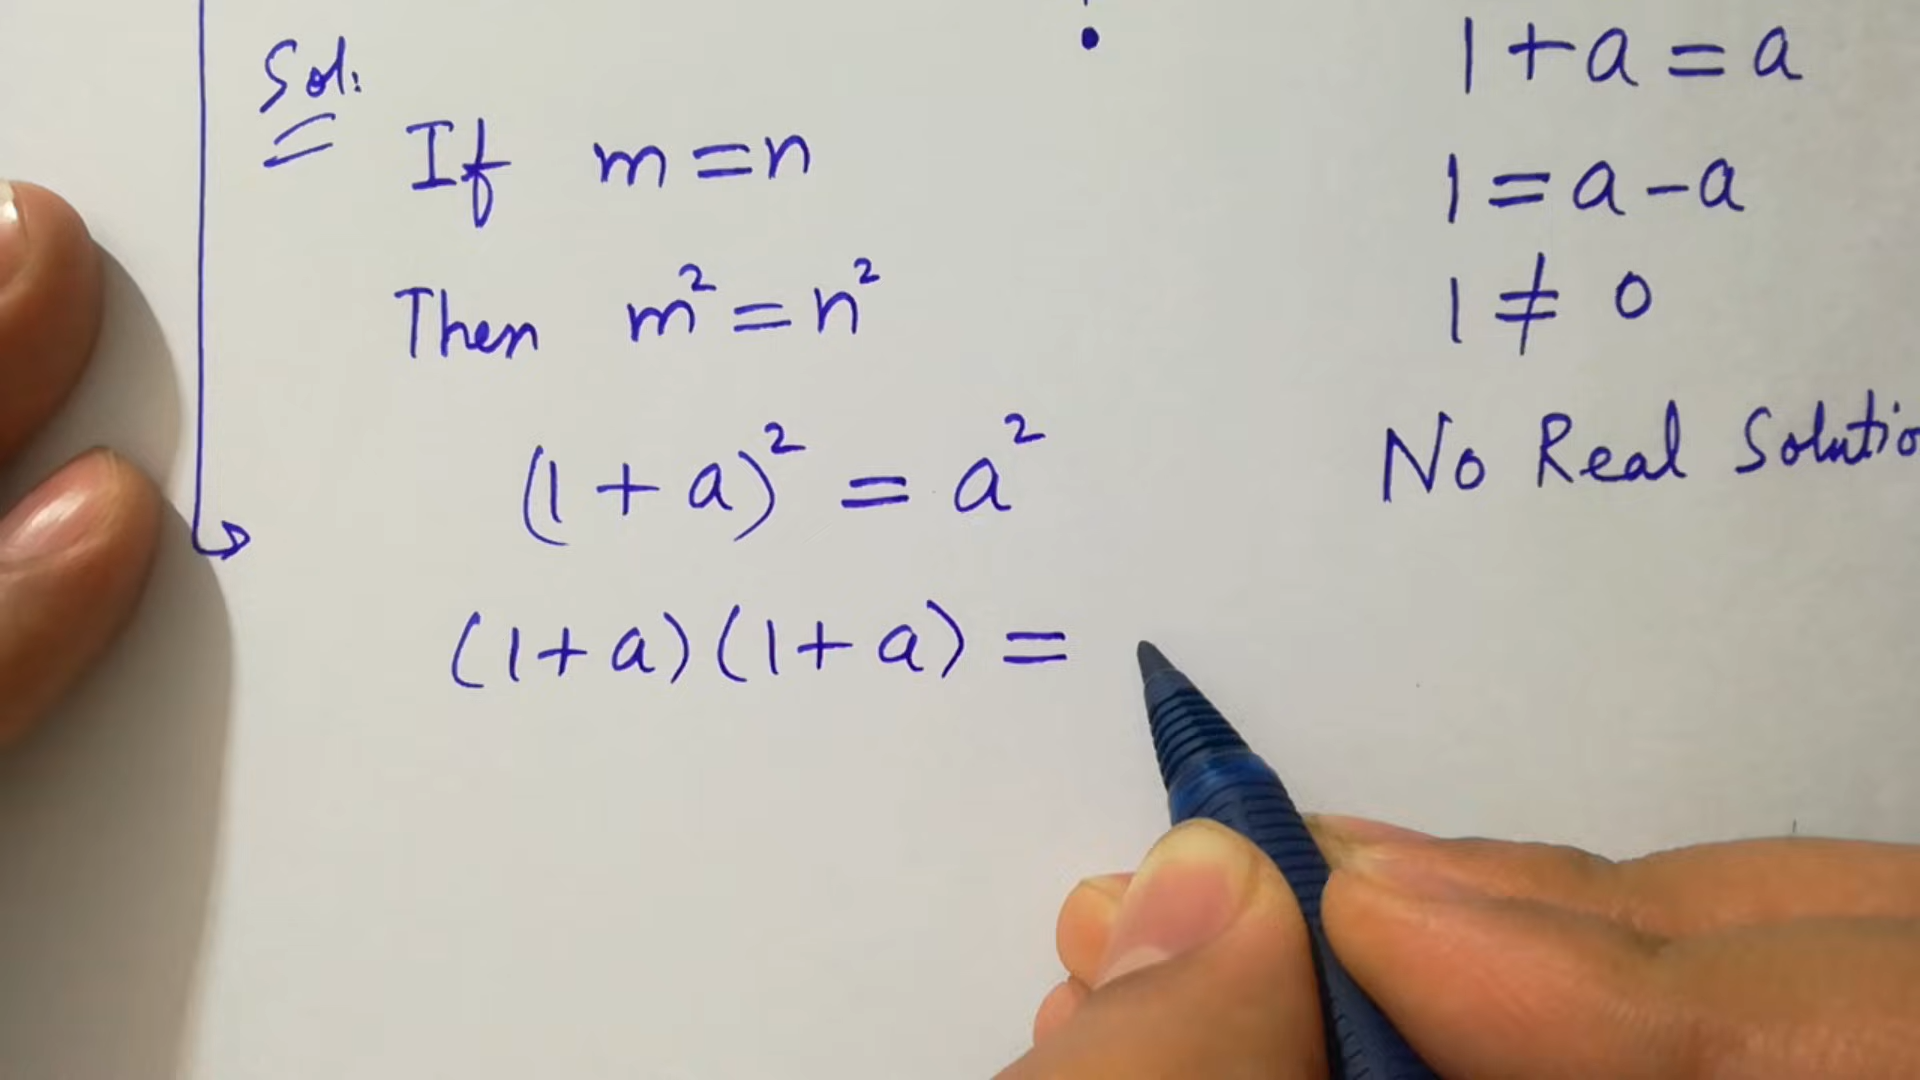 Sol:
If m = n
Then m² = n²
(1 + a)² = a²
(1 + a)(1 + a) =
1 + a = a
1 = a - a
1 ≠ 0
No Real Solutio